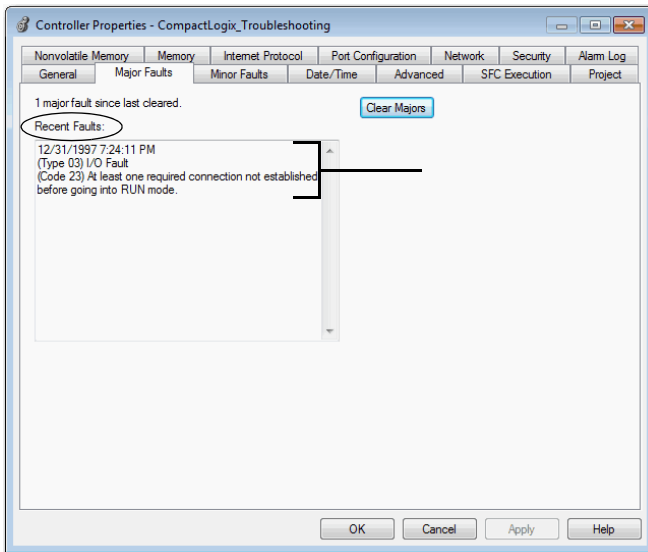 Controller Properties - CompactLogix_Troubleshooting
Nonvolatile Memory Memory Internet Protocol Port Configuration Network Security Alarm Log
General Major Faults Minor Faults Date/Time Advanced SFC Execution Project
1 major fault since last cleared.
Clear Majors
Recent Faults:
12/31/1997 7:24:11 PM
(Type 03) I/O Fault
(Code 23) At least one required connection not established
before going into RUN mode.
OK Cancel Apply Help